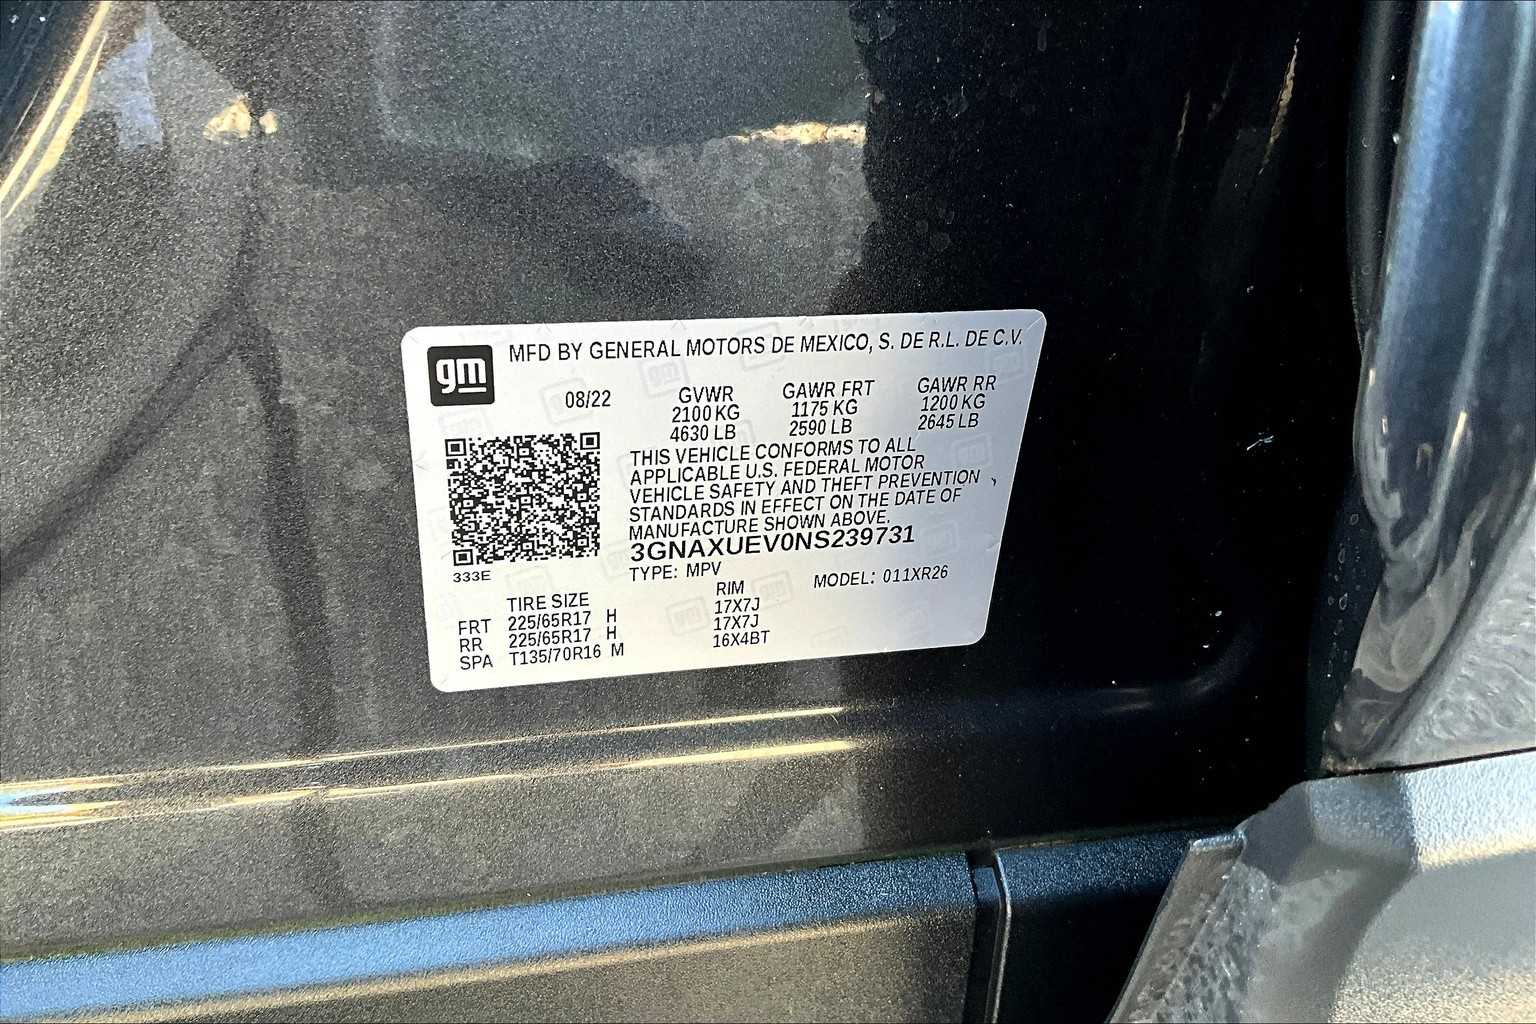 gm
MFD BY GENERAL MOTORS DE MEXICO, S. DE R.L. DE C.V.
08/22 GVWR GAWR FRT GAWR RR
2100 KG 1175 KG 1200 KG
4630 LB 2590 LB 2645 LB
THIS VEHICLE CONFORMS TO ALL
APPLICABLE U.S. FEDERAL MOTOR
VEHICLE SAFETY AND THEFT PREVENTION
STANDARDS IN EFFECT ON THE DATE OF
MANUFACTURE SHOWN ABOVE.
3GNAXUEV0NS239731
333E
TYPE: MPV MODEL: 011XR26
TIRE SIZE RIM
FRT 225/65R17 H 17X7J
RR 225/65R17 H 17X7J
SPA T135/70R16 M 16X4BT